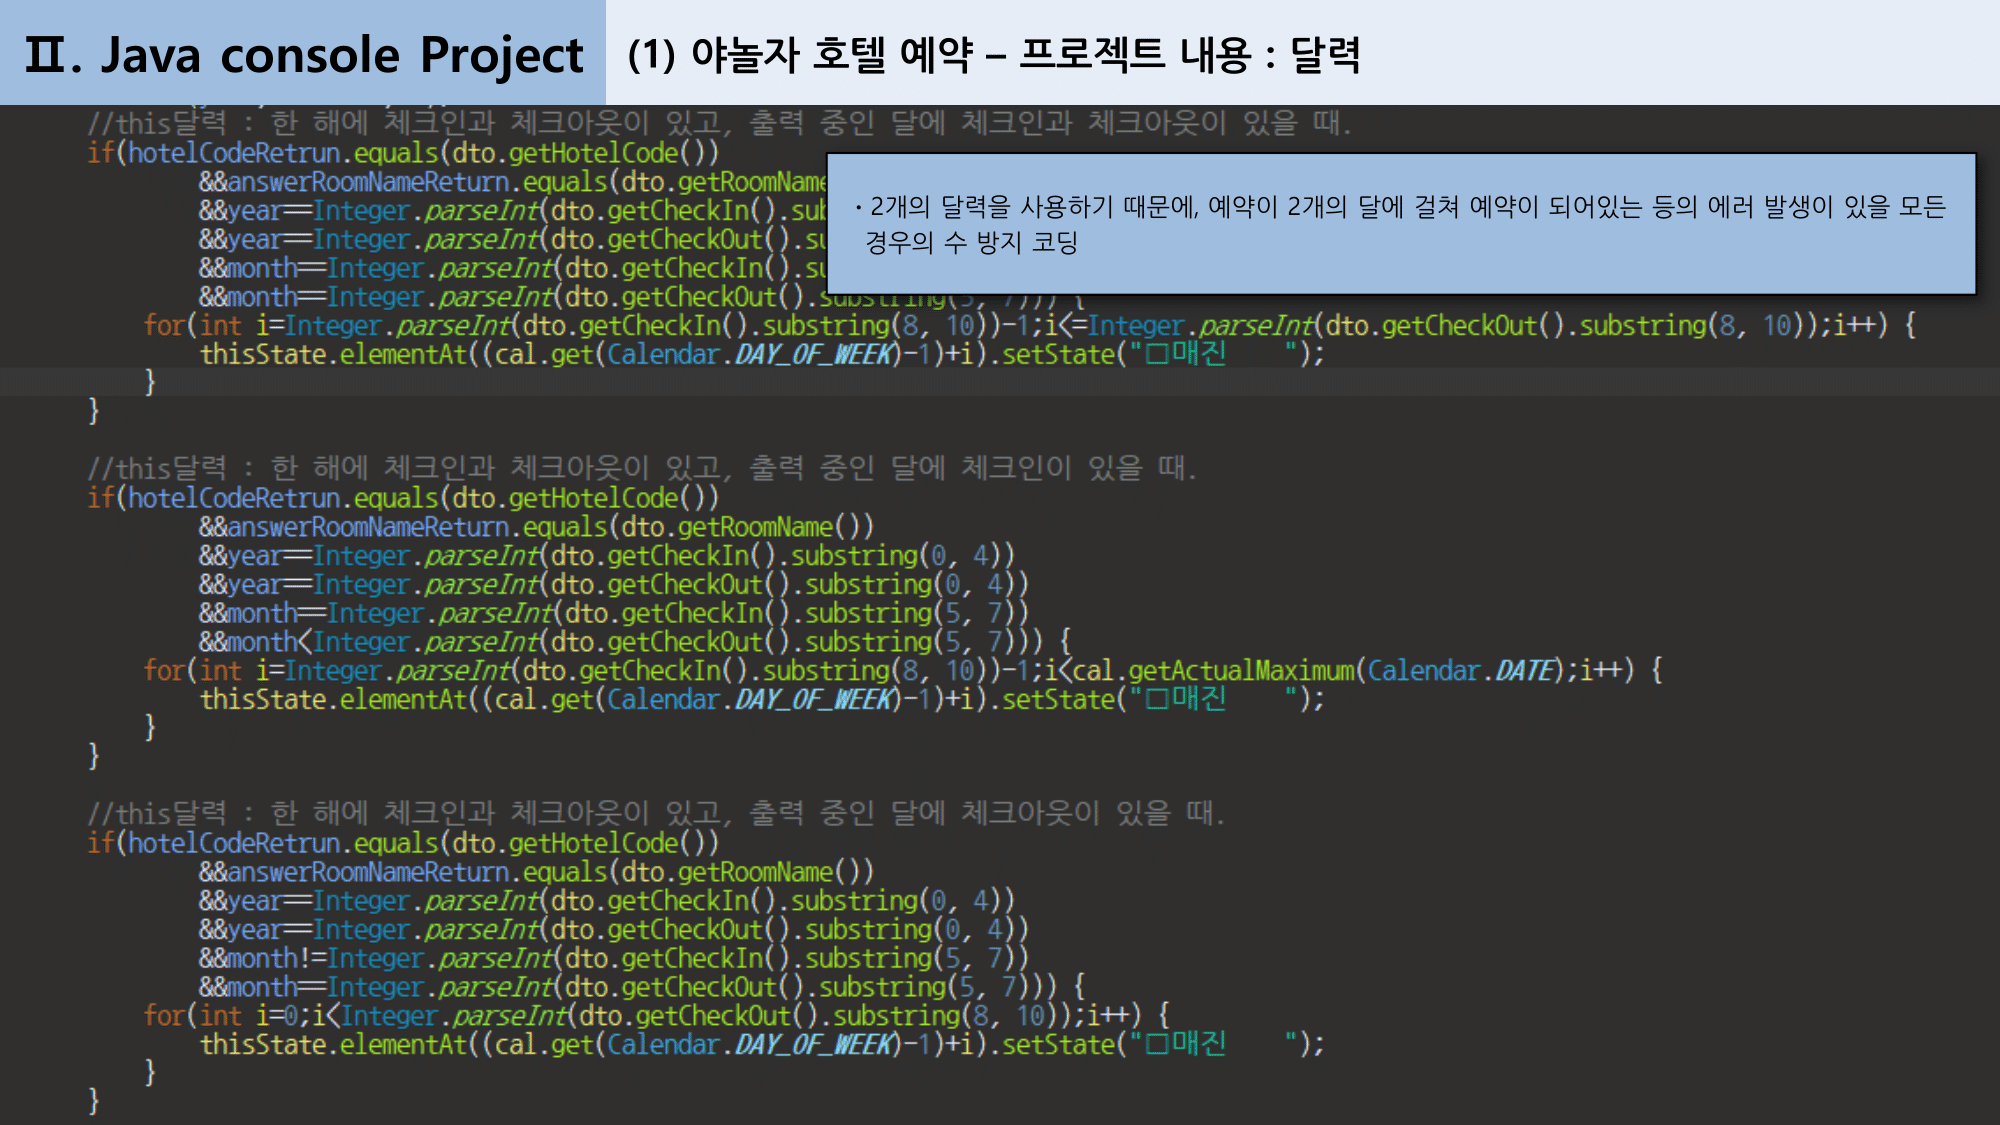 Ⅱ. Java console Project
(1) 야놀자 호텔 예약 – 프로젝트 내용 : 달력
//this달력 : 한 해에 체크인과 체크아웃이 있고, 출력 중인 달에 체크인과 체크아웃이 있을 때.
if(hotelCodeRetrun.equals(dto.getHotelCode())
&&answerRoomNameReturn.equals(dto.getRoomName
&&year==Integer.parseInt(dto.getCheckIn().sub
&&year==Integer.parseInt(dto.getCheckOut().su
&&month==Integer.parseInt(dto.getCheckIn().su
&&month==Integer.parseInt(dto.getCheckOut().substring(5, 7))) {
· 2개의 달력을 사용하기 때문에, 예약이 2개의 달에 걸쳐 예약이 되어있는 등의 에러 발생이 있을 모든
경우의 수 방지 코딩
for(int i=Integer.parseInt(dto.getCheckIn().substring(8, 10))-1;i<=Integer.parseInt(dto.getCheckOut().substring(8, 10));i++) {
thisState.elementAt((cal.get(Calendar.DAY_OF_WEEK)-1)+i).setState("□매진    ");
}
}
//this달력 : 한 해에 체크인과 체크아웃이 있고, 출력 중인 달에 체크인이 있을 때.
if(hotelCodeRetrun.equals(dto.getHotelCode())
&&answerRoomNameReturn.equals(dto.getRoomName())
&&year==Integer.parseInt(dto.getCheckIn().substring(0, 4))
&&year==Integer.parseInt(dto.getCheckOut().substring(0, 4))
&&month==Integer.parseInt(dto.getCheckIn().substring(5, 7))
&&month<Integer.parseInt(dto.getCheckOut().substring(5, 7))) {
for(int i=Integer.parseInt(dto.getCheckIn().substring(8, 10))-1;i<cal.getActualMaximum(Calendar.DATE);i++) {
thisState.elementAt((cal.get(Calendar.DAY_OF_WEEK)-1)+i).setState("□매진    ");
}
}
//this달력 : 한 해에 체크인과 체크아웃이 있고, 출력 중인 달에 체크아웃이 있을 때.
if(hotelCodeRetrun.equals(dto.getHotelCode())
&&answerRoomNameReturn.equals(dto.getRoomName())
&&year==Integer.parseInt(dto.getCheckIn().substring(0, 4))
&&year==Integer.parseInt(dto.getCheckOut().substring(0, 4))
&&month!=Integer.parseInt(dto.getCheckIn().substring(5, 7))
&&month==Integer.parseInt(dto.getCheckOut().substring(5, 7))) {
for(int i=0;i<Integer.parseInt(dto.getCheckOut().substring(8, 10));i++) {
thisState.elementAt((cal.get(Calendar.DAY_OF_WEEK)-1)+i).setState("□매진    ");
}
}